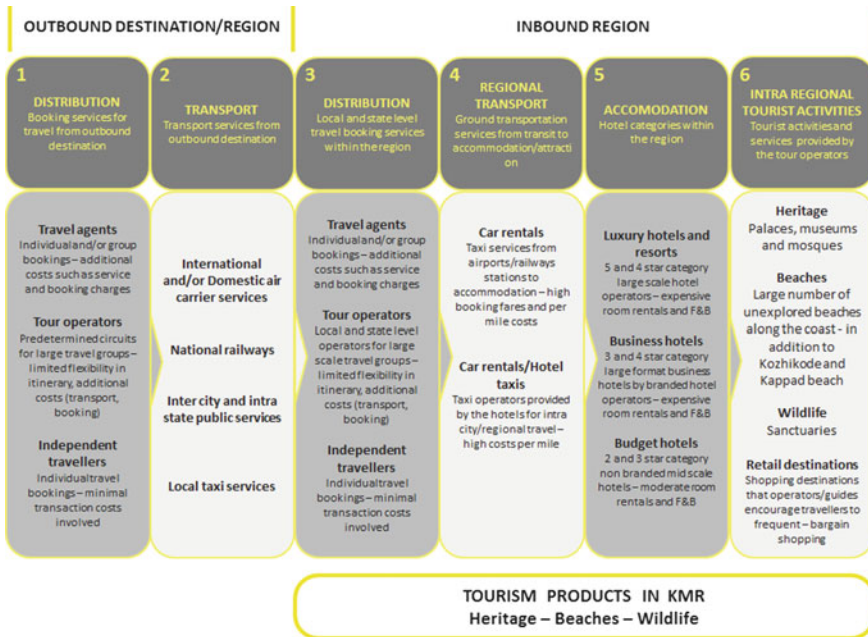 OUTBOUND DESTINATION/REGION
INBOUND REGION
1
DISTRIBUTION
Booking services for
travel from outbound
destination
2
TRANSPORT
Transport services from
outbound destination
3
DISTRIBUTION
Local and state level
travel booking services
within the region
4
REGIONAL
TRANSPORT
Ground transportation
services from transit to
accommodation/attracti
on
5
ACCOMODATION
Hotel categories within
the region
6
INTRA REGIONAL
TOURIST ACTIVITIES
Tourist activities and
services provided by
the tour operators
Travel agents
Individual and/or group
bookings – additional
costs such as service
and booking charges
Tour operators
Predetermined circuits
for large travel groups –
limited flexibility in
itinerary, additional
costs (transport,
booking)
Independent
travellers
Individual travel
bookings – minimal
transaction costs
involved
International
and/or Domestic air
carrier services
National railways
Inter city and intra
state public services
Local taxi services
Travel agents
Individual and/or group
bookings – additional
costs such as service
and booking charges
Tour operators
Local and state level
operators for large
scale travel groups –
limited flexibility in
itinerary, additional
costs (transport,
booking)
Independent
travellers
Individual travel
bookings – minimal
transaction costs
involved
Car rentals
Taxi services from
airports/railways
stations to
accommodation – high
booking fares and per
mile costs
Car rentals/Hotel
taxis
Taxi operators provided
by the hotels for intra
city/regional travel –
high costs per mile
Luxury hotels and
resorts
5 and 4 star category
large scale hotel
operators – expensive
room rentals and F&B
Business hotels
3 and 4 star category
large format business
hotels by branded hotel
operators – expensive
room rentals and F&B
Budget hotels
2 and 3 star category
non branded mid scale
hotels – moderate room
rentals and F&B
Heritage
Palaces, museums
and mosques
Beaches
Large number of
unexplored beaches
along the coast - in
addition to
Kozhikode and
Kappad beach
Wildlife
Sanctuaries
Retail destinations
Shopping destinations
that operators/guides
encourage travellers to
frequent – bargain
shopping
TOURISM PRODUCTS IN KMR
Heritage – Beaches – Wildlife